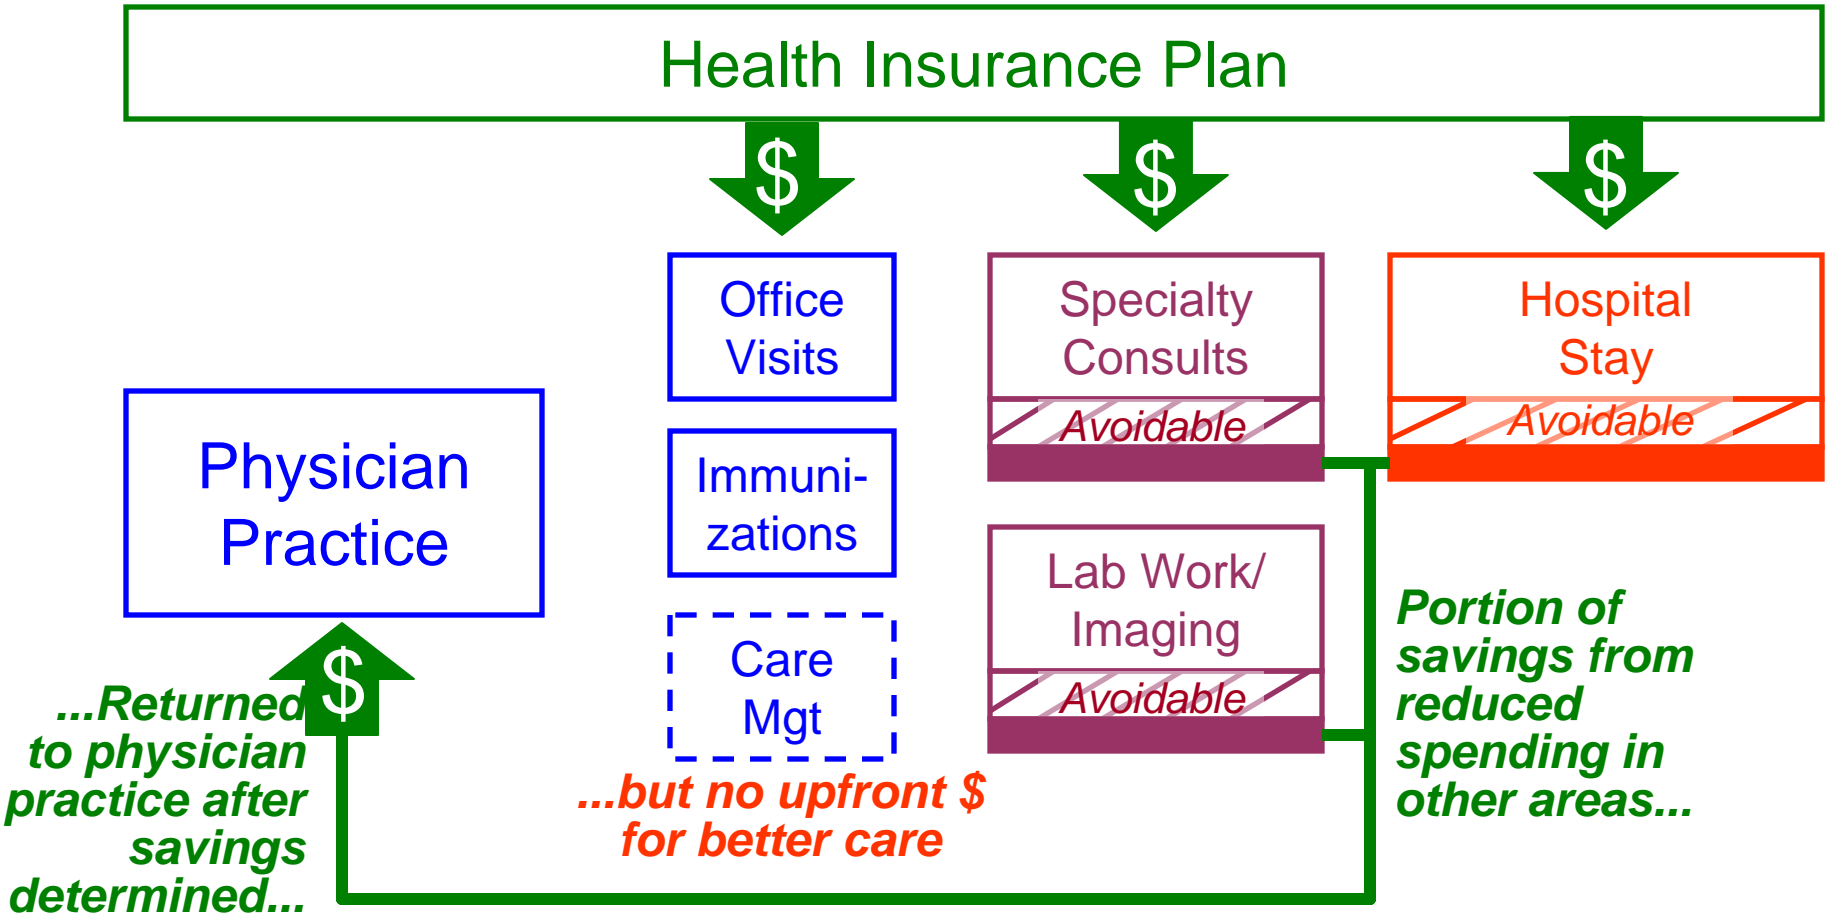 Health Insurance Plan
$
$
$
Office
Visits
Specialty
Consults
Avoidable
Hospital
Stay
Avoidable
Physician
Practice
Immuni-
zations
Lab Work/
Imaging
Avoidable
Care
Mgt
...but no upfront $
for better care
Portion of
savings from
reduced
spending in
other areas...
$
...Returned
to physician
practice after
savings
determined...